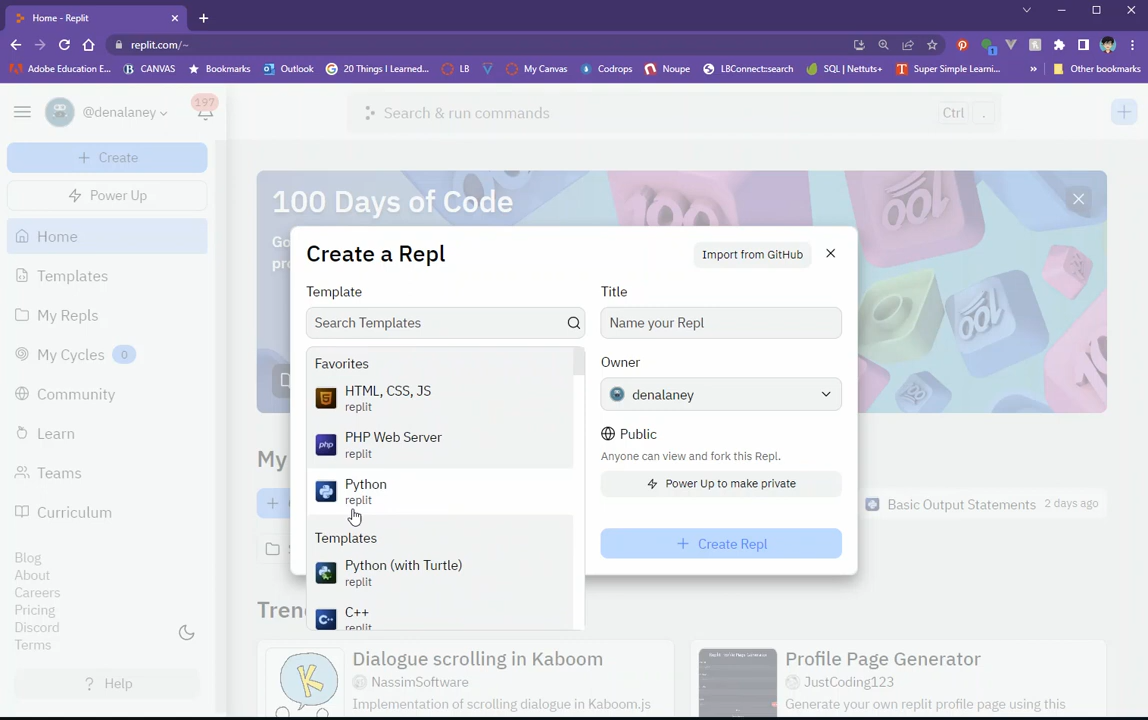 Home - Replit
replit.com/~
Adobe Education E... CANVAS Bookmarks Outlook 20 Things I Learned... LB My Canvas Codrops Noupe LBConnect::search SQL | Nettuts+ Super Simple Learni... » Other bookmarks
@denalaney
197
Search & run commands
Ctrl .
+ Create
Power Up
Home
Templates
My Repls
My Cycles 0
Community
Learn
Teams
Curriculum
Blog
About
Careers
Pricing
Discord
Terms
? Help
100 Days of Code
Create a Repl
Import from GitHub
Template
Search Templates
Favorites
HTML, CSS, JS
replit
php
PHP Web Server
replit
Python
replit
Templates
Python (with Turtle)
replit
C++
C++
replit
Title
Name your Repl
Owner
denalaney
Public
Anyone can view and fork this Repl.
Power Up to make private
+ Create Repl
My
Basic Output Statements 2 days ago
Dialogue scrolling in Kaboom
NassimSoftware
Implementation of scrolling dialogue in Kaboom.js
Profile Page Generator
JustCoding123
Generate your own replit profile page using this